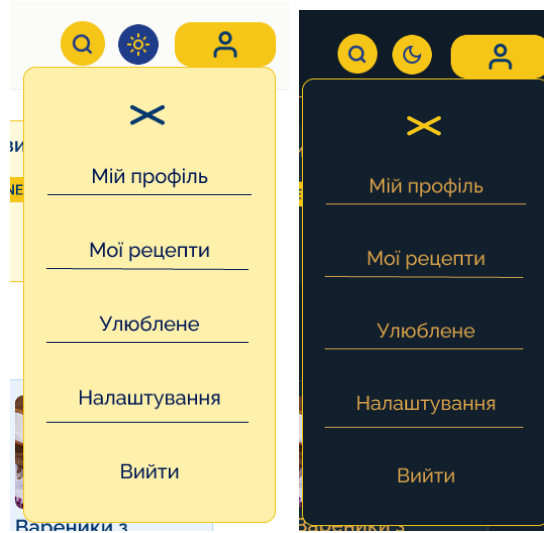 Мій профіль
Мої рецепти
Улюблене
Налаштування
Вийти
Вареники з
Мій профіль
Мої рецепти
Улюблене
Налаштування
Вийти
Вареники з